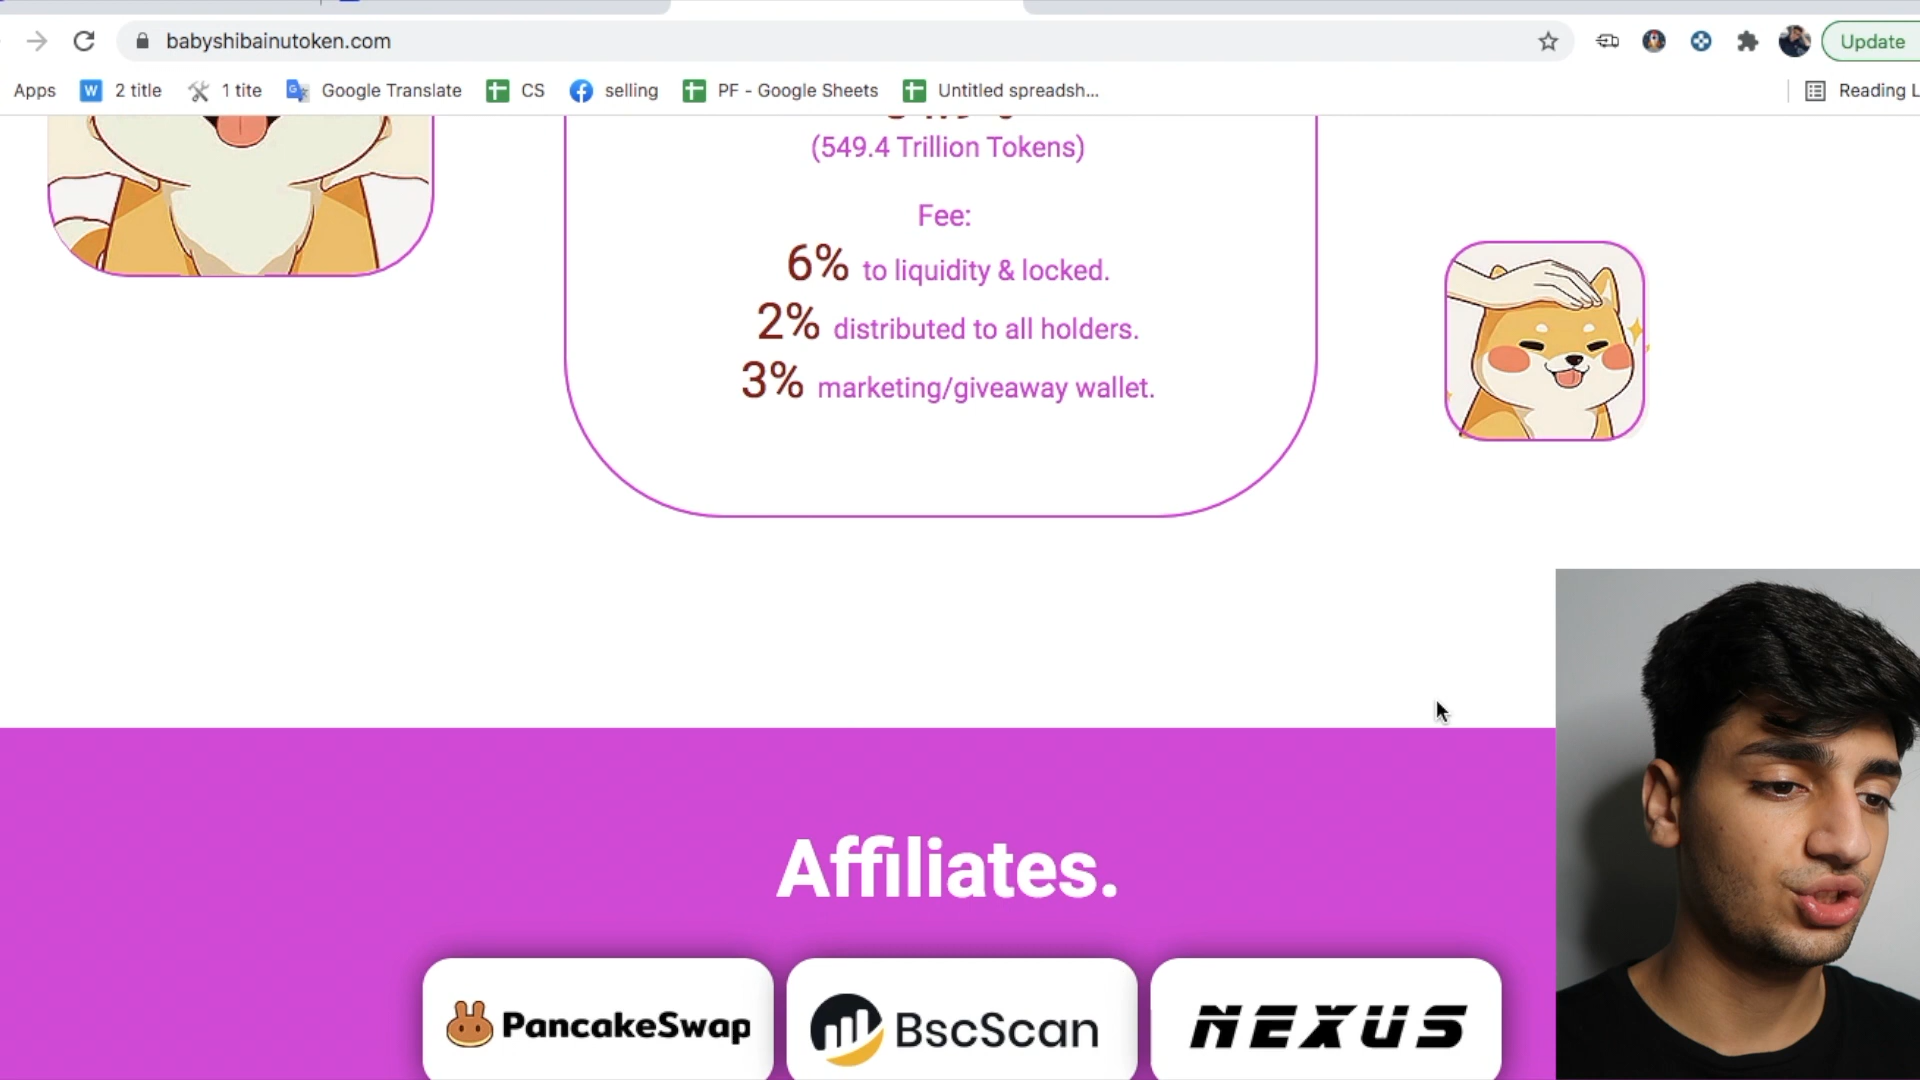 babyshibainutoken.com
Update
Apps
2 title
1 tite
Google Translate
CS
selling
PF - Google Sheets
Untitled spreadsh...
Reading L
(549.4 Trillion Tokens)
Fee:
6% to liquidity & locked.
2% distributed to all holders.
3% marketing/giveaway wallet.
Affiliates.
PancakeSwap
BscScan
NEXUS